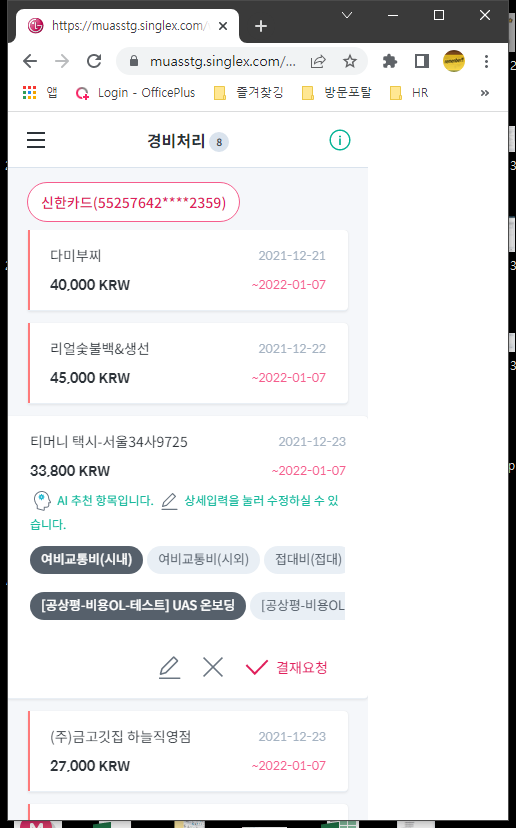 https://muasstg.singlex.com/
muasstg.singlex.com/...
앱 Login - OfficePlus 즐겨찾깅 방문포탈 HR »
경비처리 8
신한카드(55257642****2359)
다미부찌 2021-12-21
40,000 KRW ~2022-01-07
리얼숯불백&생선 2021-12-22
45,000 KRW ~2022-01-07
티머니 택시-서울34사9725 2021-12-23
33,800 KRW ~2022-01-07
AI 추천 항목입니다. 상세입력을 눌러 수정하실 수 있
습니다.
여비교통비(시내) 여비교통비(시외) 접대비(접대)
[공상평-비용OL-테스트] UAS 온보딩 [공상평-비용OL
결재요청
(주)금고깃집 하늘직영점 2021-12-23
27,000 KRW ~2022-01-07